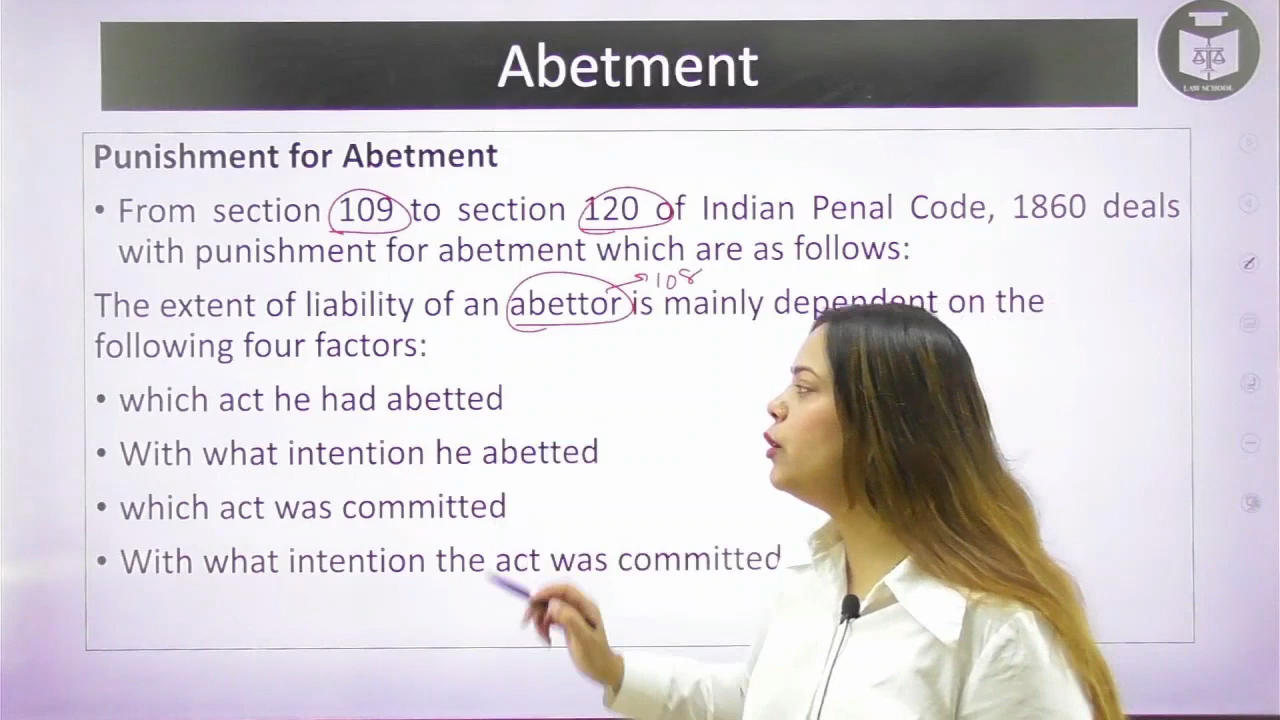 Abetment
LAW SCHOOL
Punishment for Abetment
• From section 109 to section 120 of Indian Penal Code, 1860 deals
with punishment for abetment which are as follows:
108
The extent of liability of an abettor is mainly dependent on the
following four factors:
• which act he had abetted
• With what intention he abetted
• which act was committed
• With what intention the act was committed